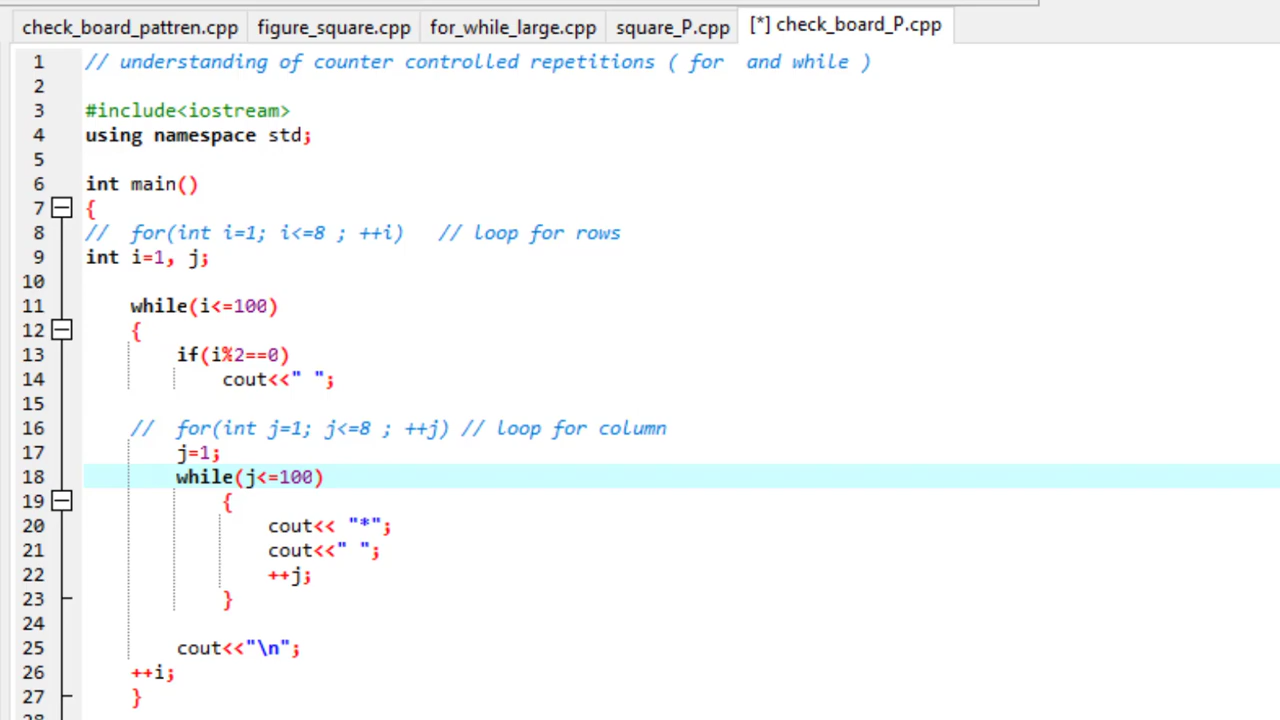 check_board_pattren.cpp figure_square.cpp for_while_large.cpp square_P.cpp [*] check_board_P.cpp
1 // understanding of counter controlled repetitions ( for  and while )
2
3 #include<iostream>
4 using namespace std;
5
6 int main()
7 {
8 //  for(int i=1; i<=8 ; ++i)   // loop for rows
9 int i=1, j;
10
11     while(i<=100)
12     {
13         if(i%2==0)
14             cout<<" ";
15
16     //  for(int j=1; j<=8 ; ++j) // loop for column
17         j=1;
18         while(j<=100)
19             {
20                 cout<< "*";
21                 cout<<" ";
22                 ++j;
23             }
24
25         cout<<"\n";
26     ++i;
27     }
28